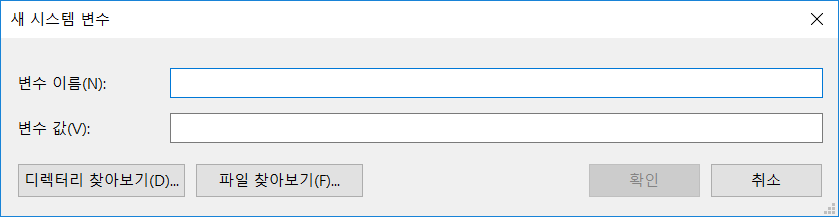 새 시스템 변수
변수 이름(N):
변수 값(V):
디렉터리 찾아보기(D)... 파일 찾아보기(F)... 확인 취소